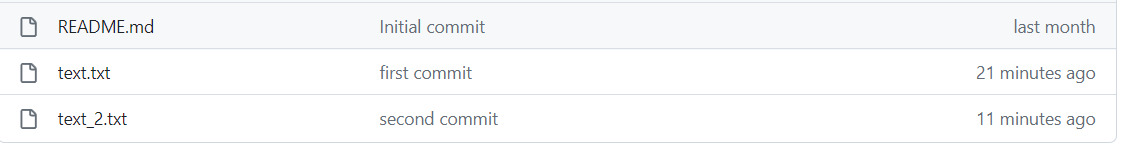 README.md Initial commit last month
text.txt first commit 21 minutes ago
text_2.txt second commit 11 minutes ago